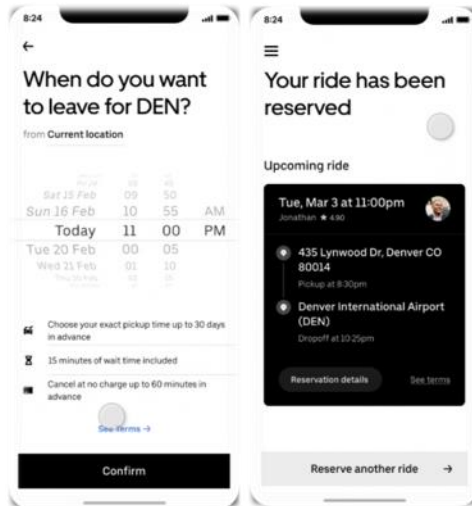 8:24
When do you want
to leave for DEN?
from Current location
Sat 15 Feb 09 50
Sun 16 Feb 10 55 AM
Today 11 00 PM
Tue 20 Feb 00 05
Wed 21 Feb 01 10
Choose your exact pickup time up to 30 days
in advance
15 minutes of wait time included
Cancel at no charge up to 60 minutes in
advance
See Terms →
Confirm
8:24
Your ride has been
reserved
Upcoming ride
Tue, Mar 3 at 11:00pm
Jonathan ★ 4.90
435 Lynwood Dr, Denver CO
80014
Pickup at 9:30pm
Denver International Airport
(DEN)
Dropoff at 10:25pm
Reservation details
See terms
Reserve another ride →